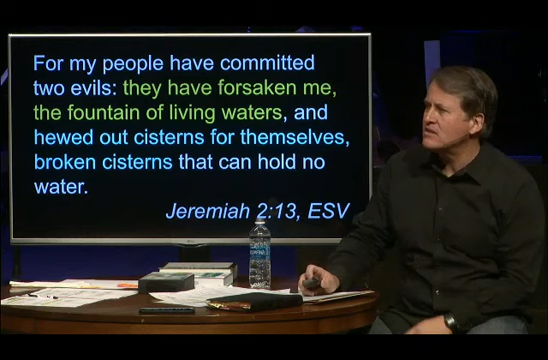 For my people have committed
two evils: they have forsaken me,
the fountain of living waters, and
hewed out cisterns for themselves,
broken cisterns that can hold no
water.
Jeremiah 2:13, ESV